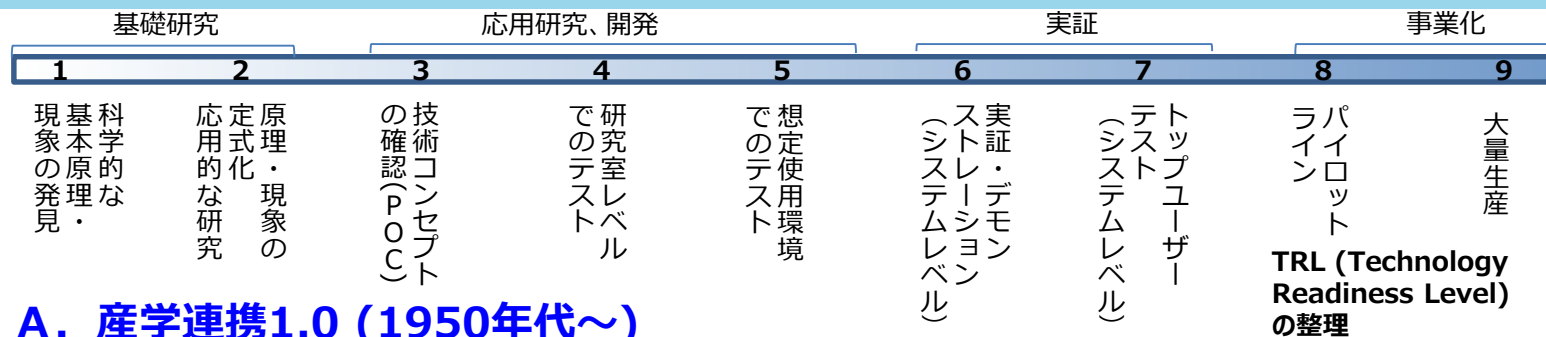 基礎研究
応用研究、開発
実証
事業化
1
2
3
4
5
6
7
8
9
科学的な
基本原理・
現象の発見
原理・現象の
定式化
応用的な研究
技術コンセプト
の確認（POC）
研究室レベル
でのテスト
想定使用環境
でのテスト
実証・デモン
ストレーション
（システムレベル）
トップユーザー
テスト
（システムレベル）
パイロット
ライン
大量生産
TRL (Technology
Readiness Level)
の整理
A．産学連携1.0 (1950年代～)